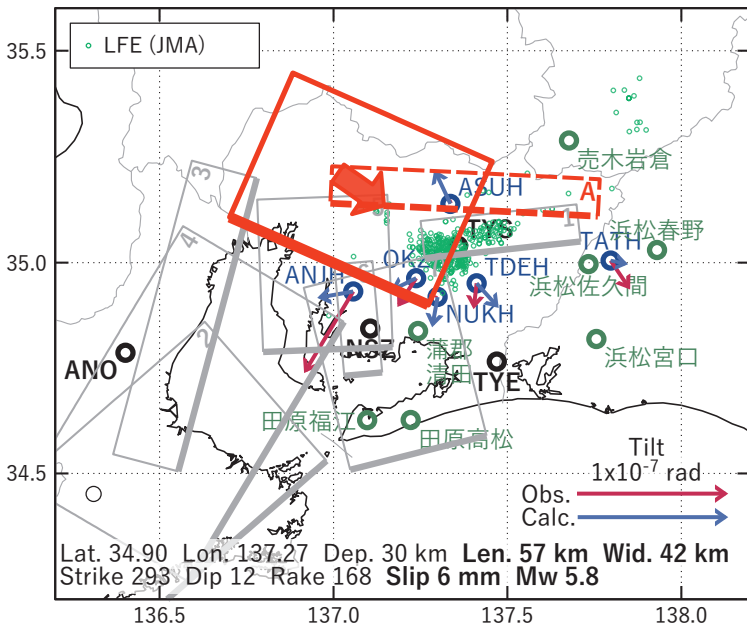 35.5
LFE (JMA)
売木岩倉
3
ASUH
A
4
TYS
1
浜松春野
35.0
ANJH
OKZ
TDEH
TATH
浜松佐久間
NUKH
2
NSZ
蒲郡
清田
浜松宮口
ANO
TYE
田原福江
田原高松
34.5
Tilt
1x10-7 rad
Obs.
Calc.
Lat. 34.90 Lon. 137.27 Dep. 30 km Len. 57 km Wid. 42 km
Strike 293 Dip 12 Rake 168 Slip 6 mm Mw 5.8
136.5 137.0 137.5 138.0